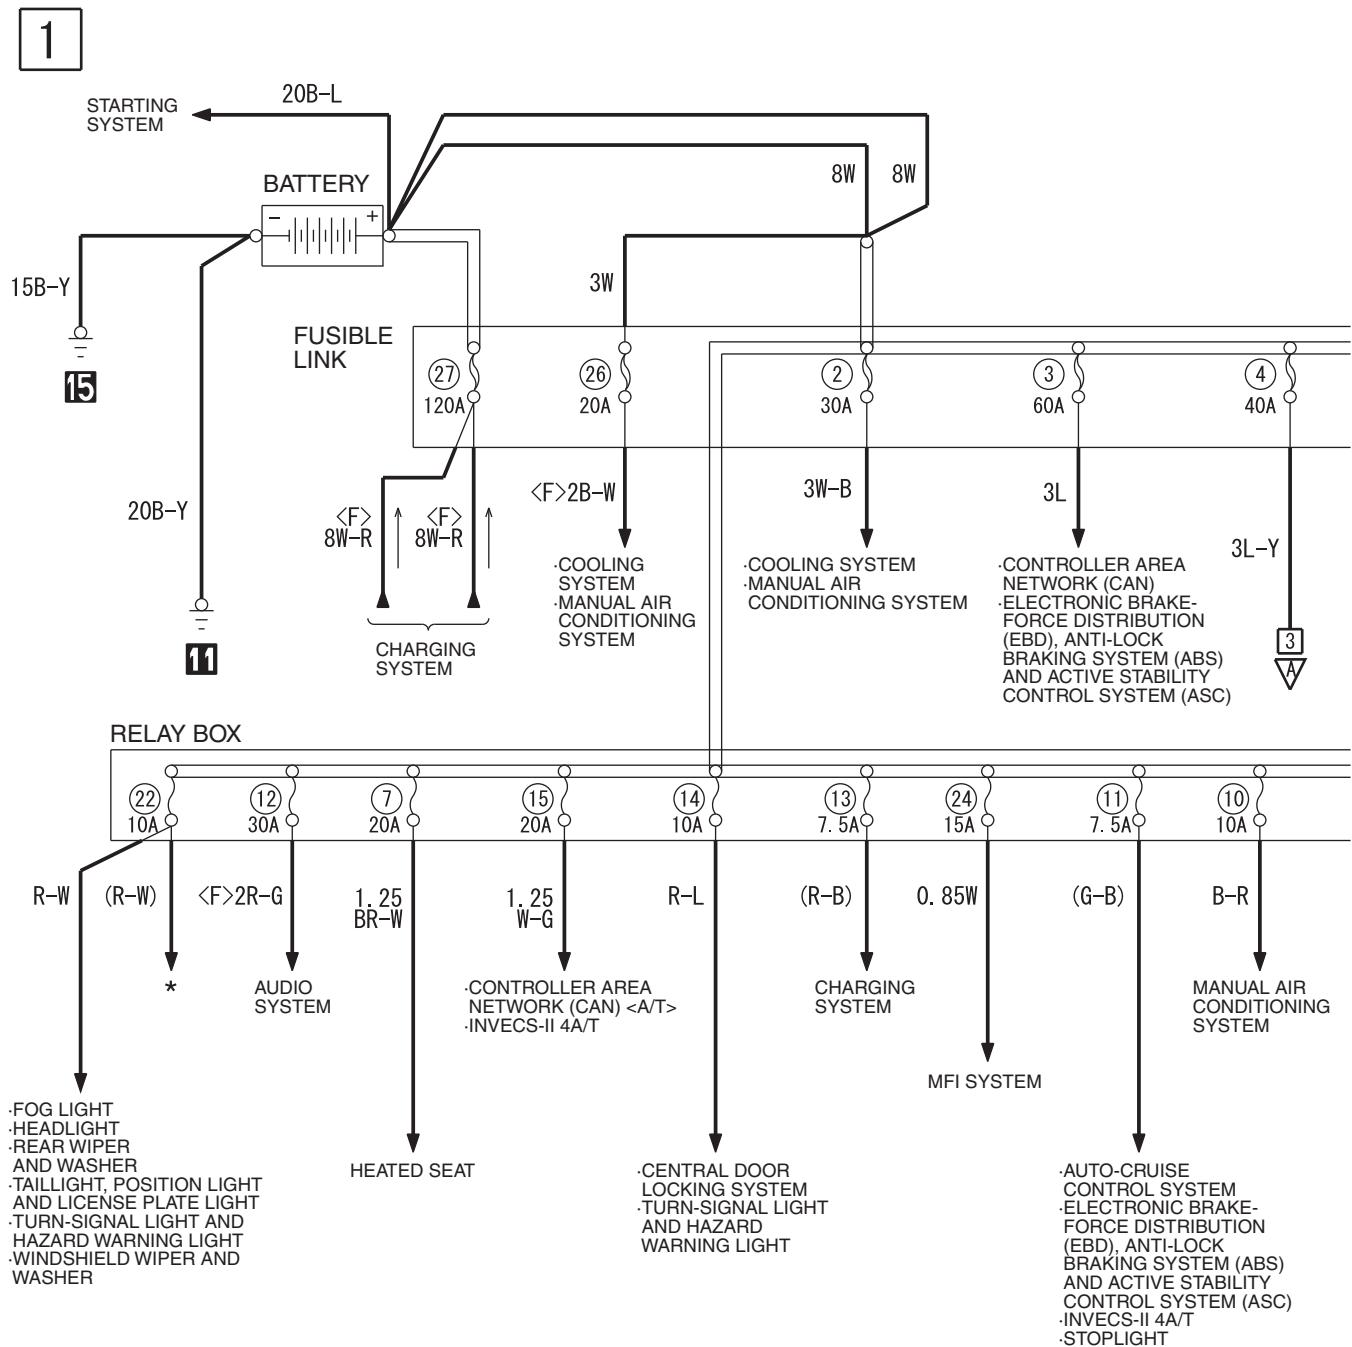 1
20B-L
STARTING
SYSTEM
BATTERY
- +
8W 8W
15B-Y
3W
FUSIBLE
LINK
15
27 26 2 3 4
120A 20A 30A 60A 40A
<F>2B-W 3W-B 3L
20B-Y
<F> <F>
8W-R 8W-R
3L-Y
·COOLING
SYSTEM
·MANUAL AIR
CONDITIONING
SYSTEM
·COOLING SYSTEM
·MANUAL AIR
CONDITIONING SYSTEM
·CONTROLLER AREA
NETWORK (CAN)
·ELECTRONIC BRAKE-
FORCE DISTRIBUTION
(EBD), ANTI-LOCK
BRAKING SYSTEM (ABS)
AND ACTIVE STABILITY
CONTROL SYSTEM (ASC)
3
A
11
CHARGING
SYSTEM
RELAY BOX
22 12 7 15 14 13 24 11 10
10A 30A 20A 20A 10A 7.5A 15A 7.5A 10A
R-W (R-W) <F>2R-G 1.25 1.25 R-L (R-B) 0.85W (G-B) B-R
BR-W W-G
*
AUDIO
SYSTEM
·CONTROLLER AREA
NETWORK (CAN) <A/T>
·INVECS-II 4A/T
CHARGING
SYSTEM
MANUAL AIR
CONDITIONING
SYSTEM
MFI SYSTEM
·FOG LIGHT
·HEADLIGHT
·REAR WIPER
AND WASHER
·TAILLIGHT, POSITION LIGHT
AND LICENSE PLATE LIGHT
·TURN-SIGNAL LIGHT AND
HAZARD WARNING LIGHT
·WINDSHIELD WIPER AND
WASHER
HEATED SEAT
·CENTRAL DOOR
LOCKING SYSTEM
·TURN-SIGNAL LIGHT
AND HAZARD
WARNING LIGHT
·AUTO-CRUISE
CONTROL SYSTEM
·ELECTRONIC BRAKE-
FORCE DISTRIBUTION
(EBD), ANTI-LOCK
BRAKING SYSTEM (ABS)
AND ACTIVE STABILITY
CONTROL SYSTEM (ASC)
·INVECS-II 4A/T
·STOPLIGHT